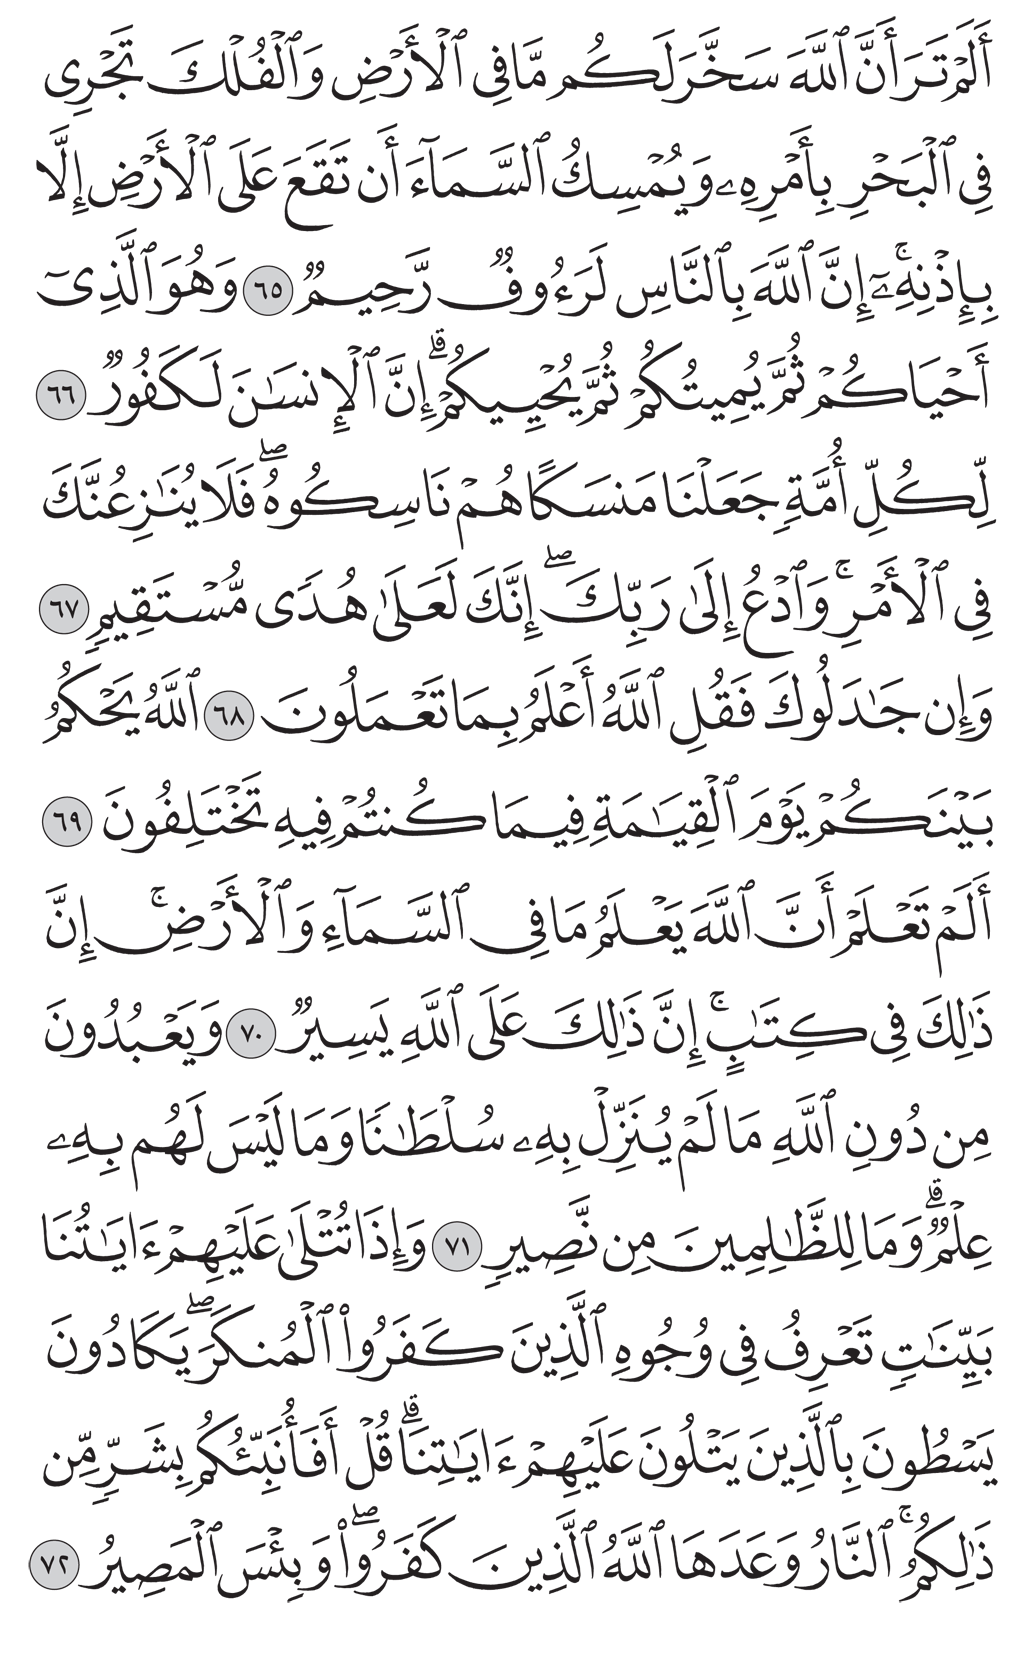 أَلَمْ تَرَ أَنَّ ٱللَّهَ سَخَّرَ لَكُم مَّا فِى ٱلْأَرْضِ وَٱلْفُلْكَ تَجْرِى
فِى ٱلْبَحْرِ بِأَمْرِهِۦ وَيُمْسِكُ ٱلسَّمَآءَ أَن تَقَعَ عَلَى ٱلْأَرْضِ إِلَّا
بِإِذْنِهِۦٓ ۚ إِنَّ ٱللَّهَ بِٱلنَّاسِ لَرَءُوفٌ رَّحِيمٌ ٦٥ وَهُوَ ٱلَّذِىٓ
أَحْيَاكُمْ ثُمَّ يُمِيتُكُمْ ثُمَّ يُحْيِيكُمْ ۗ إِنَّ ٱلْإِنسَـٰنَ لَكَفُورٌ ٦٦
لِّكُلِّ أُمَّةٍ جَعَلْنَا مَنسَكًا هُمْ نَاسِكُوهُ ۖ فَلَا يُنَـٰزِعُنَّكَ
فِى ٱلْأَمْرِ ۚ وَٱدْعُ إِلَىٰ رَبِّكَ ۖ إِنَّكَ لَعَلَىٰ هُدًى مُّسْتَقِيمٍ ٦٧
وَإِن جَـٰدَلُوكَ فَقُلِ ٱللَّهُ أَعْلَمُ بِمَا تَعْمَلُونَ ٦٨ ٱللَّهُ يَحْكُمُ
بَيْنَكُمْ يَوْمَ ٱلْقِيَـٰمَةِ فِيمَا كُنتُمْ فِيهِ تَخْتَلِفُونَ ٦٩
أَلَمْ تَعْلَمْ أَنَّ ٱللَّهَ يَعْلَمُ مَا فِى ٱلسَّمَآءِ وَٱلْأَرْضِ ۚ إِنَّ
ذَٰلِكَ فِى كِتَـٰبٍ ۚ إِنَّ ذَٰلِكَ عَلَى ٱللَّهِ يَسِيرٌ ٧٠ وَيَعْبُدُونَ
مِن دُونِ ٱللَّهِ مَا لَمْ يُنَزِّلْ بِهِۦ سُلْطَـٰنًا وَمَا لَيْسَ لَهُم بِهِۦ
عِلْمٌ ۗ وَمَا لِلظَّـٰلِمِينَ مِن نَّصِيرٍ ٧١ وَإِذَا تُتْلَىٰ عَلَيْهِمْ ءَايَـٰتُنَا
بَيِّنَـٰتٍ تَعْرِفُ فِى وُجُوهِ ٱلَّذِينَ كَفَرُوا۟ ٱلْمُنكَرَ ۖ يَكَادُونَ
يَسْطُونَ بِٱلَّذِينَ يَتْلُونَ عَلَيْهِمْ ءَايَـٰتِنَا ۗ قُلْ أَفَأُنَبِّئُكُم بِشَرٍّ مِّن
ذَٰلِكُمُ ۚ ٱلنَّارُ وَعَدَهَا ٱللَّهُ ٱلَّذِينَ كَفَرُوا۟ ۖ وَبِئْسَ ٱلْمَصِيرُ ٧٢